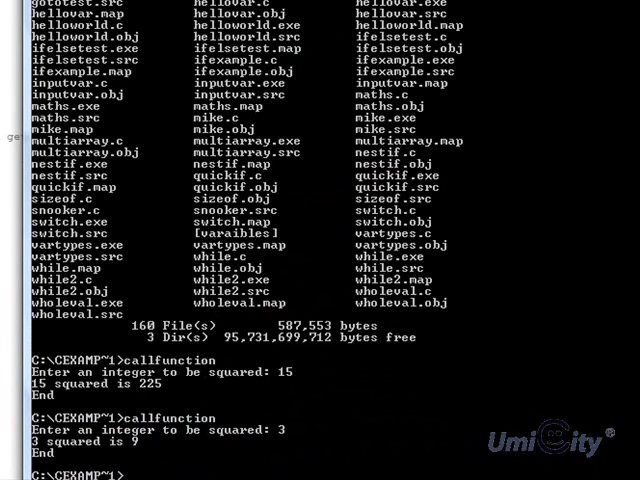 gototest.src hellovar.c hellovar.exe
hellovar.map hellovar.obj hellovar.src
helloworld.c helloworld.exe helloworld.map
helloworld.obj helloworld.src ifelsetest.c
ifelsetest.exe ifelsetest.map ifelsetest.obj
ifelsetest.src ifexample.c ifexample.exe
ifexample.map ifexample.obj ifexample.src
inputvar.c inputvar.exe inputvar.map
inputvar.obj inputvar.src maths.c
maths.exe maths.map maths.obj
maths.src mike.c mike.exe
mike.map mike.obj mike.src
multiarray.c multiarray.exe multiarray.map
multiarray.obj multiarray.src nestif.c
nestif.exe nestif.map nestif.obj
nestif.src quickif.c quickif.exe
quickif.map quickif.obj quickif.src
sizeof.c sizeof.obj sizeof.src
snooker.c snooker.src switch.c
switch.exe switch.map switch.obj
switch.src [varaibles] vartypes.c
vartypes.exe vartypes.map vartypes.obj
vartypes.src while.c while.exe
while.map while.obj while.src
while2.c while2.exe while2.map
while2.obj while2.src wholeval.c
wholeval.exe wholeval.map wholeval.obj
wholeval.src
160 File(s) 587,553 bytes
3 Dir(s) 95,731,699,712 bytes free
C:\CEXAMP~1>callfunction
Enter an integer to be squared: 15
15 squared is 225
End
C:\CEXAMP~1>callfunction
Enter an integer to be squared: 3
3 squared is 9
End
C:\CEXAMP~1>
UmiCity®